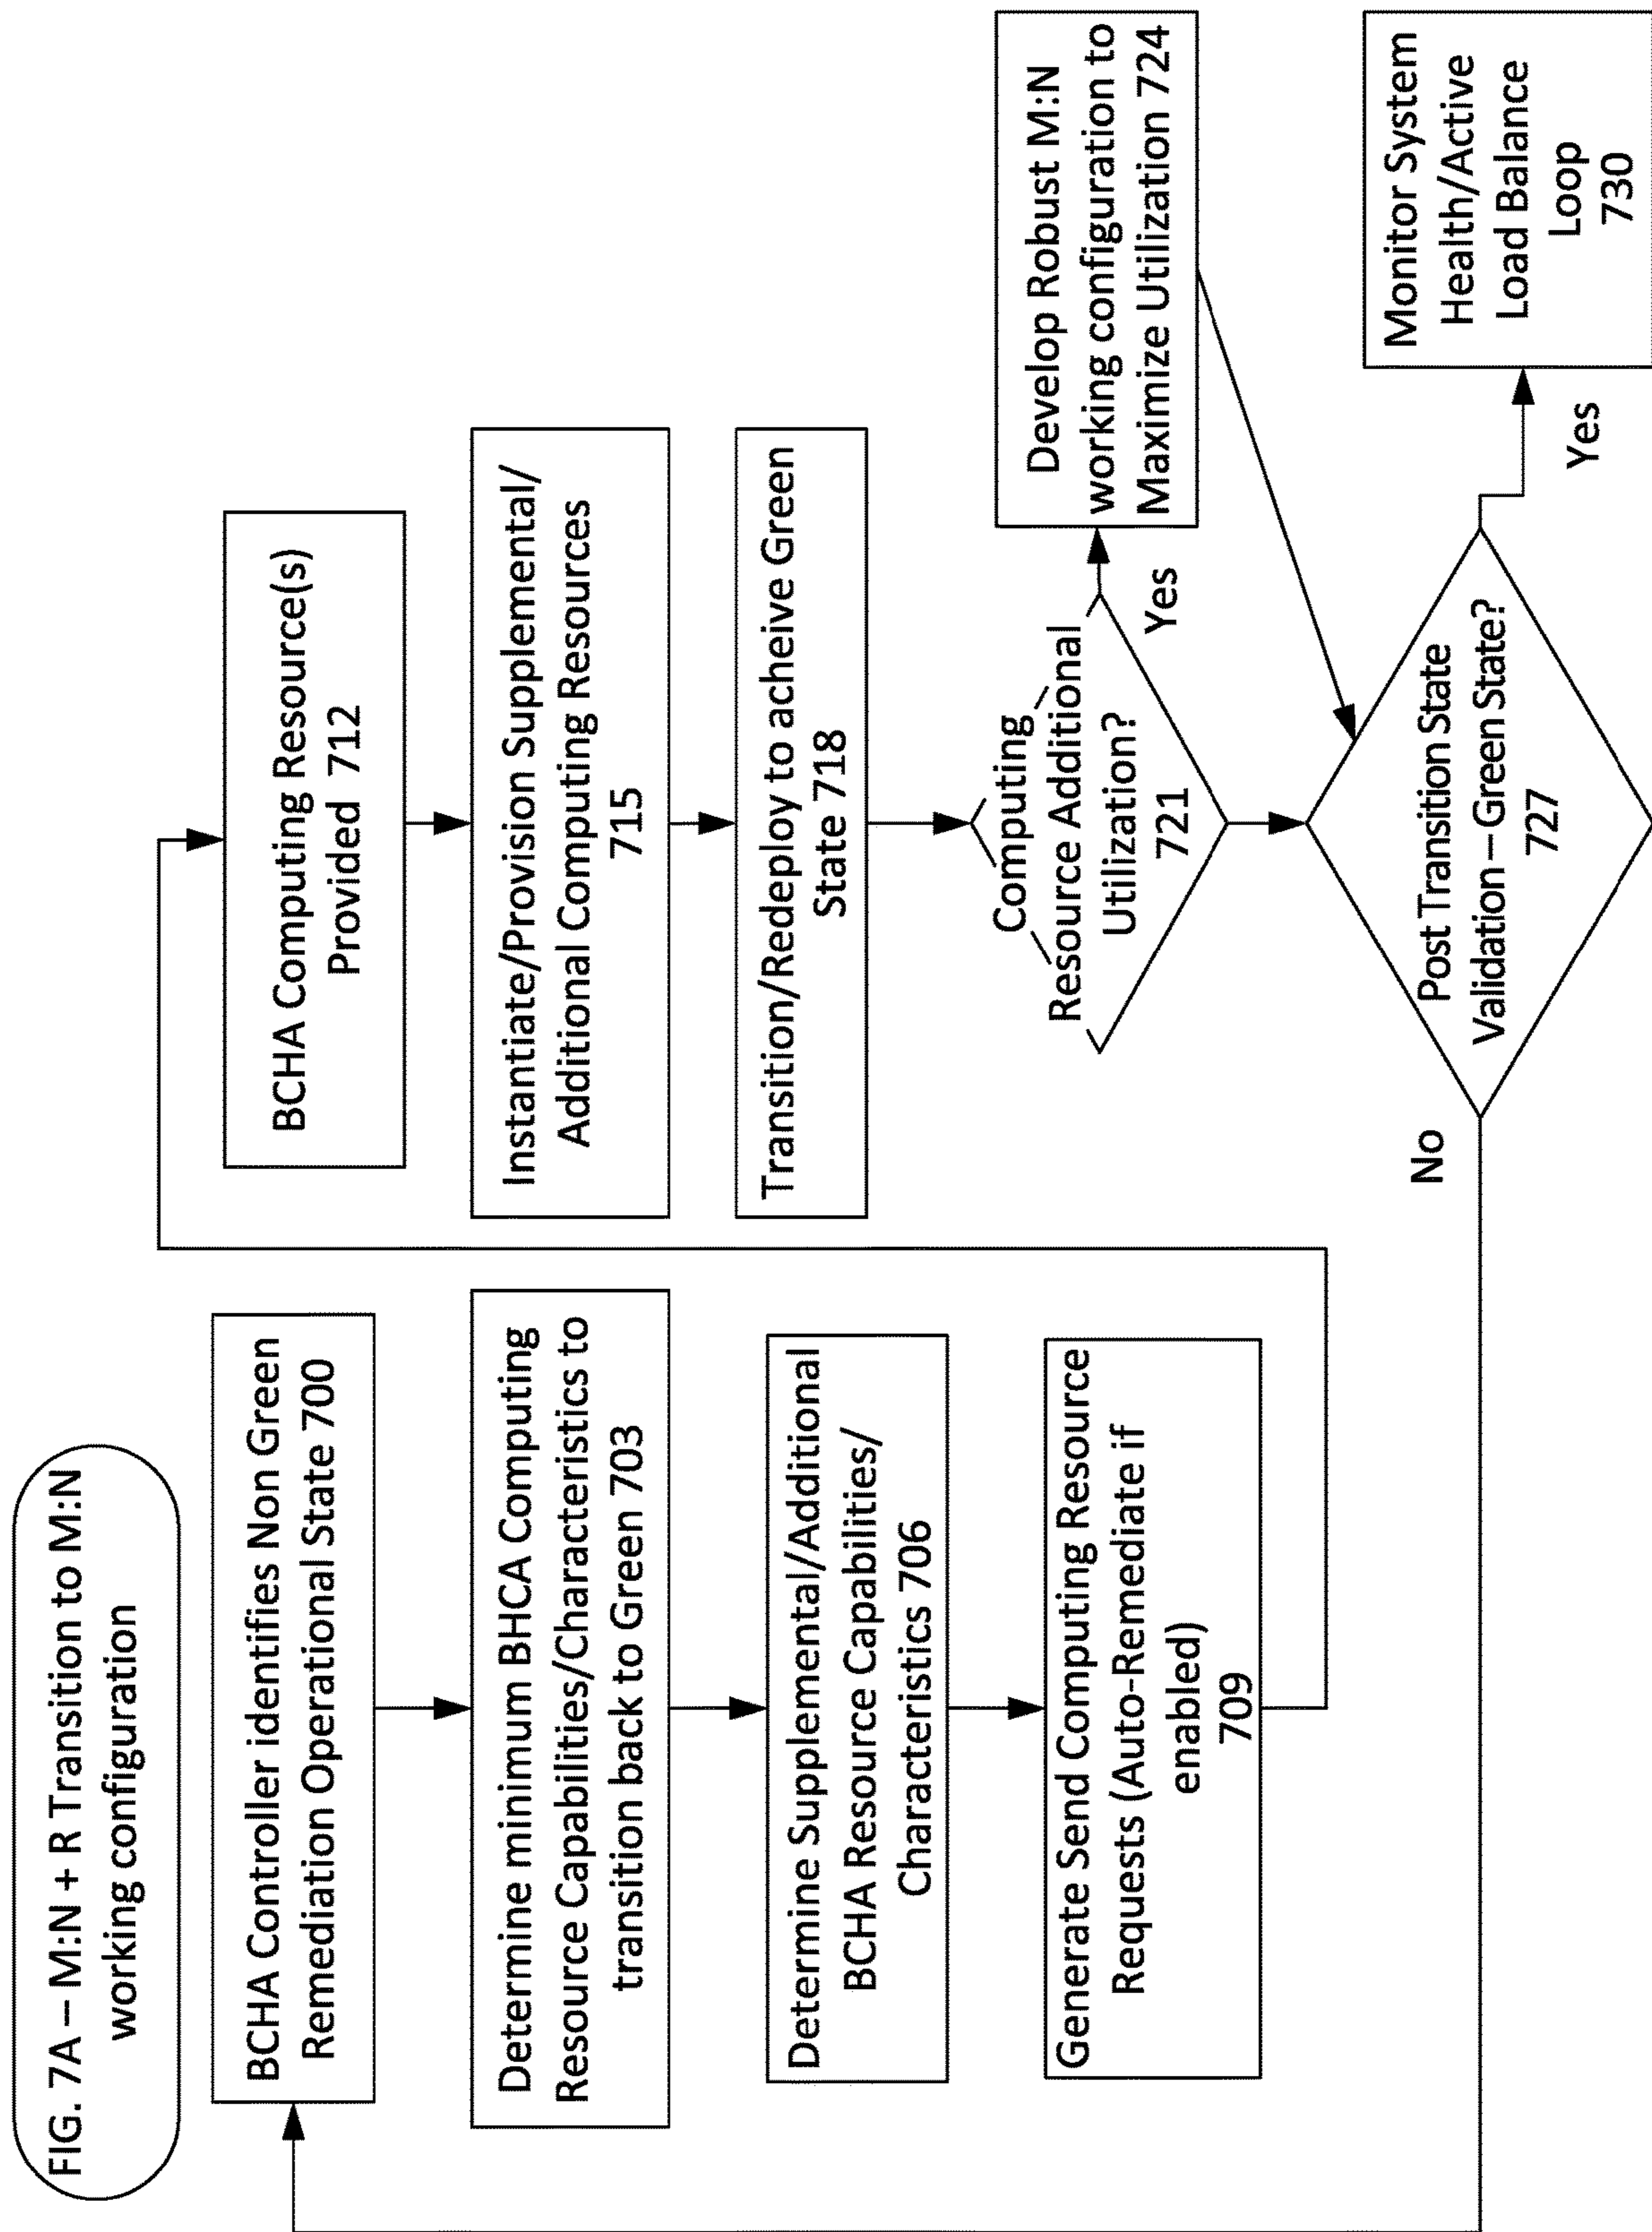 FIG. 7A – M:N + R Transition to M:N
working configuration
BCHA Controller identifies Non Green
Remediation Operational State 700
Determine minimum BHCA Computing
Resource Capabilities/Characteristics to
transition back to Green 703
Determine Supplemental/Additional
BCHA Resource Capabilities/
Characteristics 706
Generate Send Computing Resource
Requests (Auto-Remediate if
enabled)
709
BCHA Computing Resource(s)
Provided 712
Instantiate/Provision Supplemental/
Additional Computing Resources
715
Transition/Redeploy to acheive Green
State 718
Computing
Resource Additional
Utilization?
721
Yes
Develop Robust M:N
working configuration to
Maximize Utilization 724
Post Transition State
Validation – Green State?
727
No
Yes
Monitor System
Health/Active
Load Balance
Loop
730